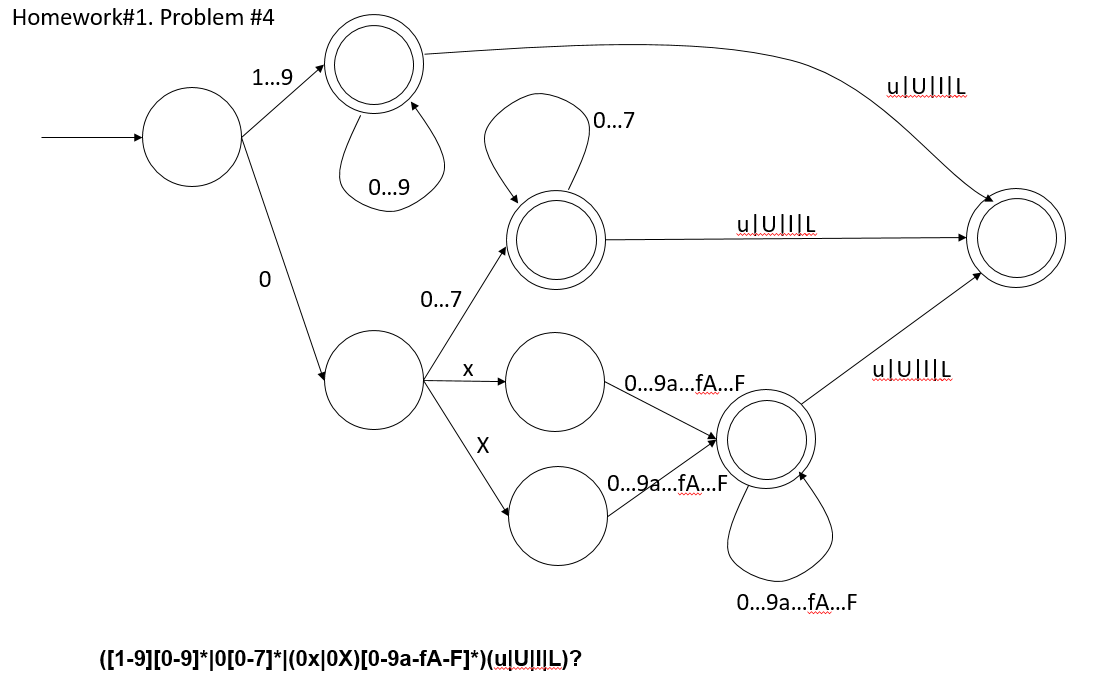 Homework#1. Problem #4
1...9
u|U|l|L
0...7
0...9
u|U|l|L
0
0...7
x
0...9a...fA...F
u|U|l|L
X
0...9a...fA...F
0...9a...fA...F
([1-9][0-9]*|0[0-7]*|(0x|0X)[0-9a-fA-F]*)(u|U|l|L)?